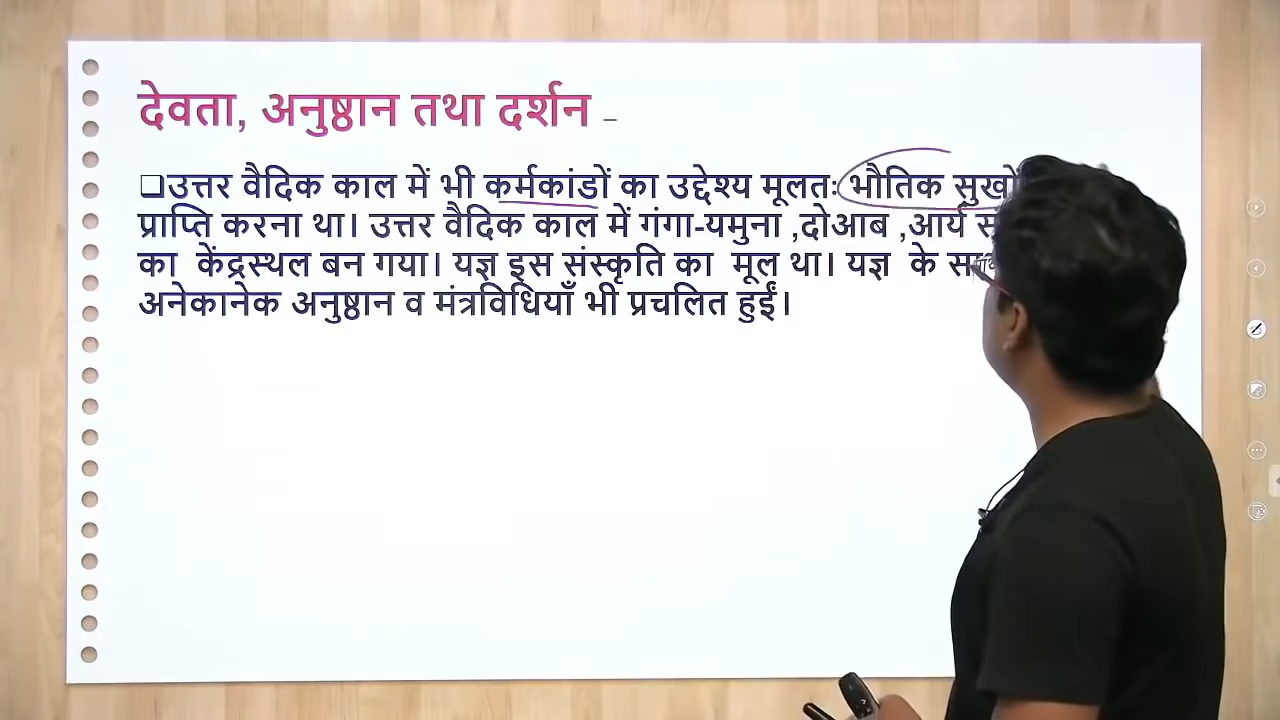 देवता, अनुष्ठान तथा दर्शन –
❑उत्तर वैदिक काल में भी कर्मकांडों का उद्देश्य मूलतः भौतिक सुखों
प्राप्ति करना था। उत्तर वैदिक काल में गंगा-यमुना ,दोआब ,आर्य
का केंद्रस्थल बन गया। यज्ञ इस संस्कृति का मूल था। यज्ञ के
अनेकानेक अनुष्ठान व मंत्रविधियाँ भी प्रचलित हुईं।